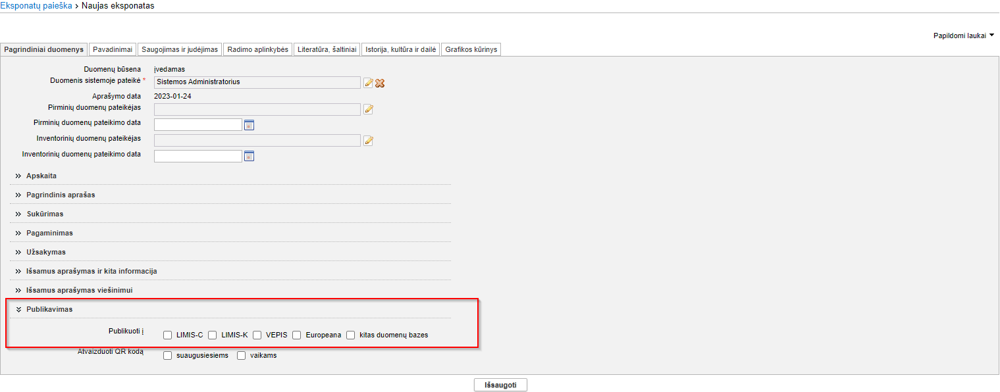 Eksponatų paieška › Naujas eksponatas
Papildomi laukai
Pagrindiniai duomenys Pavadinimai Saugojimas ir judėjimas Radimo aplinkybės Literatūra, šaltiniai Istorija, kultūra ir dailė Grafikos kūrinys
Duomenų būsena įvedamas
Duomenis sistemoje pateikė * Sistemos Administratorius
Aprašymo data 2023-01-24
Pirminių duomenų pateikėjas
Pirminių duomenų pateikimo data
Inventorinių duomenų pateikėjas
Inventorinių duomenų pateikimo data
Apskaita
Pagrindinis aprašas
Sukūrimas
Pagaminimas
Užsakymas
Išsamus aprašymas ir kita informacija
Išsamus aprašymas viešinimui
Publikavimas
Publikuoti į LIMIS-C LIMIS-K VEPIS Europeana kitas duomenų bazes
Atvaizduoti QR kodą suaugusiesiems vaikams
Išsaugoti